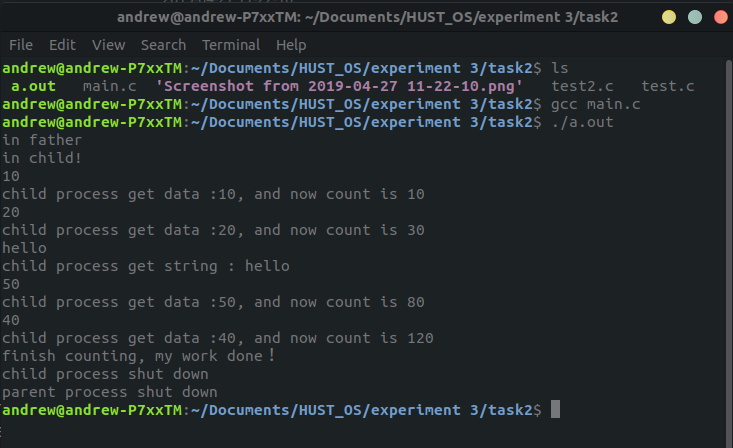 andrew@andrew-P7xxTM: ~/Documents/HUST_OS/experiment 3/task2
File Edit View Search Terminal Help
andrew@andrew-P7xxTM:~/Documents/HUST_OS/experiment 3/task2$ ls
a.out main.c 'Screenshot from 2019-04-27 11-22-10.png' test2.c test.c
andrew@andrew-P7xxTM:~/Documents/HUST_OS/experiment 3/task2$ gcc main.c
andrew@andrew-P7xxTM:~/Documents/HUST_OS/experiment 3/task2$ ./a.out
in father
in child!
10
child process get data :10, and now count is 10
20
child process get data :20, and now count is 30
hello
child process get string : hello
50
child process get data :50, and now count is 80
40
child process get data :40, and now count is 120
finish counting, my work done！
child process shut down
parent process shut down
andrew@andrew-P7xxTM:~/Documents/HUST_OS/experiment 3/task2$